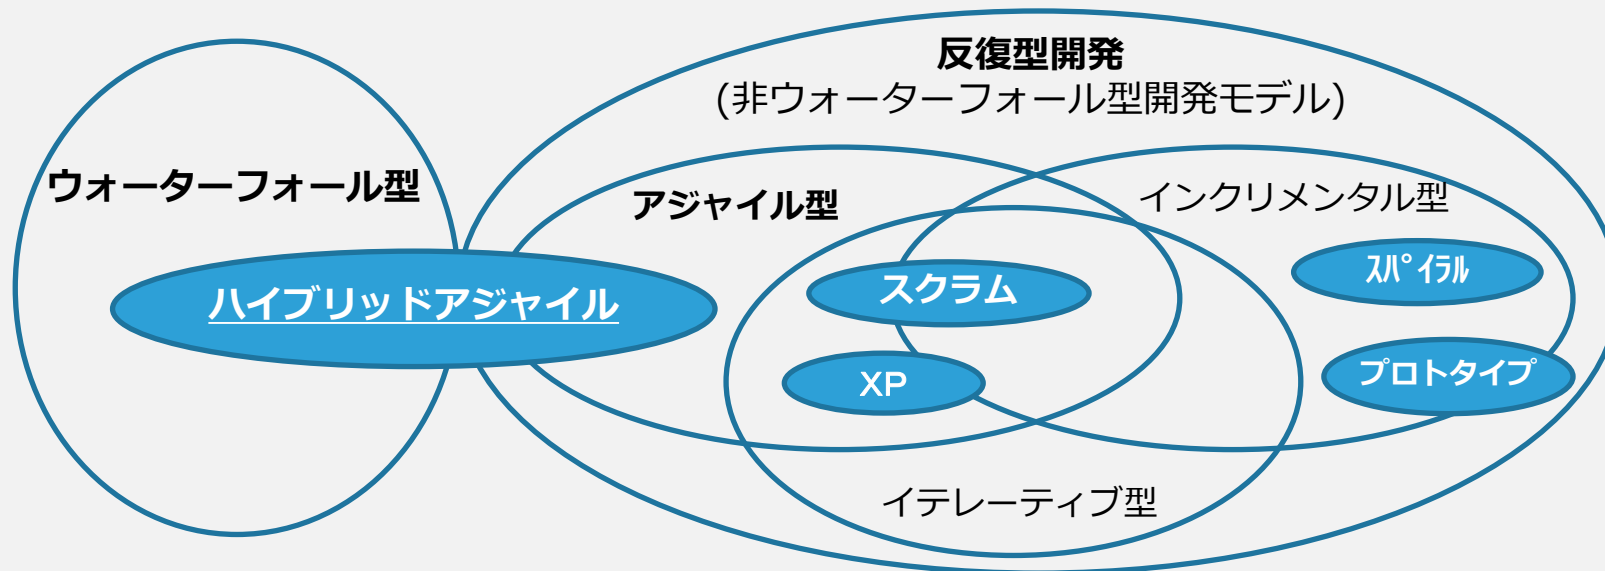 反復型開発
(非ウォーターフォール型開発モデル)
ウォーターフォール型
アジャイル型
インクリメンタル型
ハイブリッドアジャイル
スクラム
ｽﾊﾟｲﾗﾙ
XP
プロトタイプ
イテレーティブ型